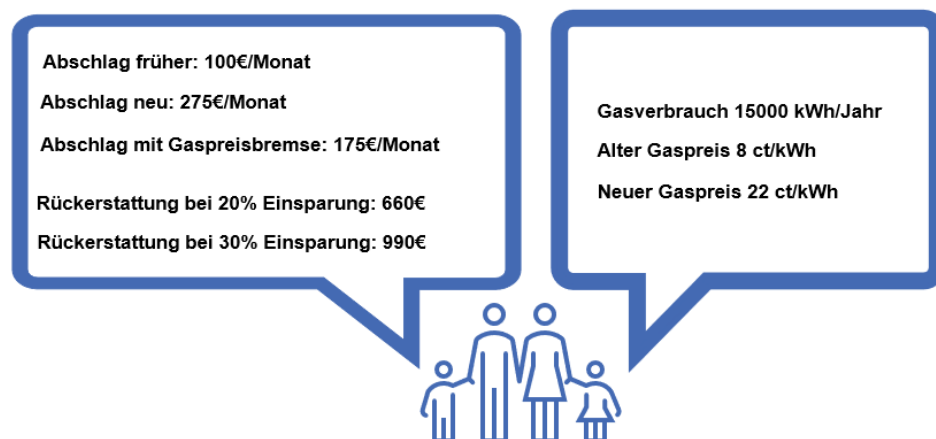 Abschlag früher: 100€/Monat
Abschlag neu: 275€/Monat
Abschlag mit Gaspreisbremse: 175€/Monat
Rückerstattung bei 20% Einsparung: 660€
Rückerstattung bei 30% Einsparung: 990€
Gasverbrauch 15000 kWh/Jahr
Alter Gaspreis 8 ct/kWh
Neuer Gaspreis 22 ct/kWh